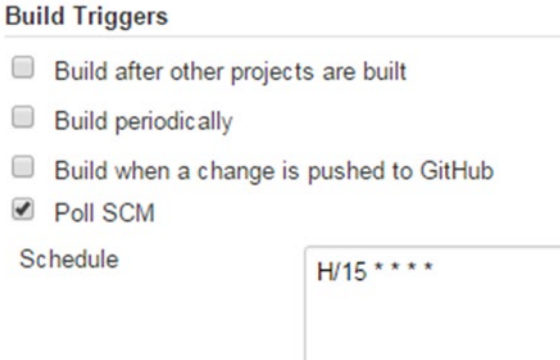 Build Triggers
Build after other projects are built
Build periodically
Build when a change is pushed to GitHub
Poll SCM
Schedule
H/15 * * * *